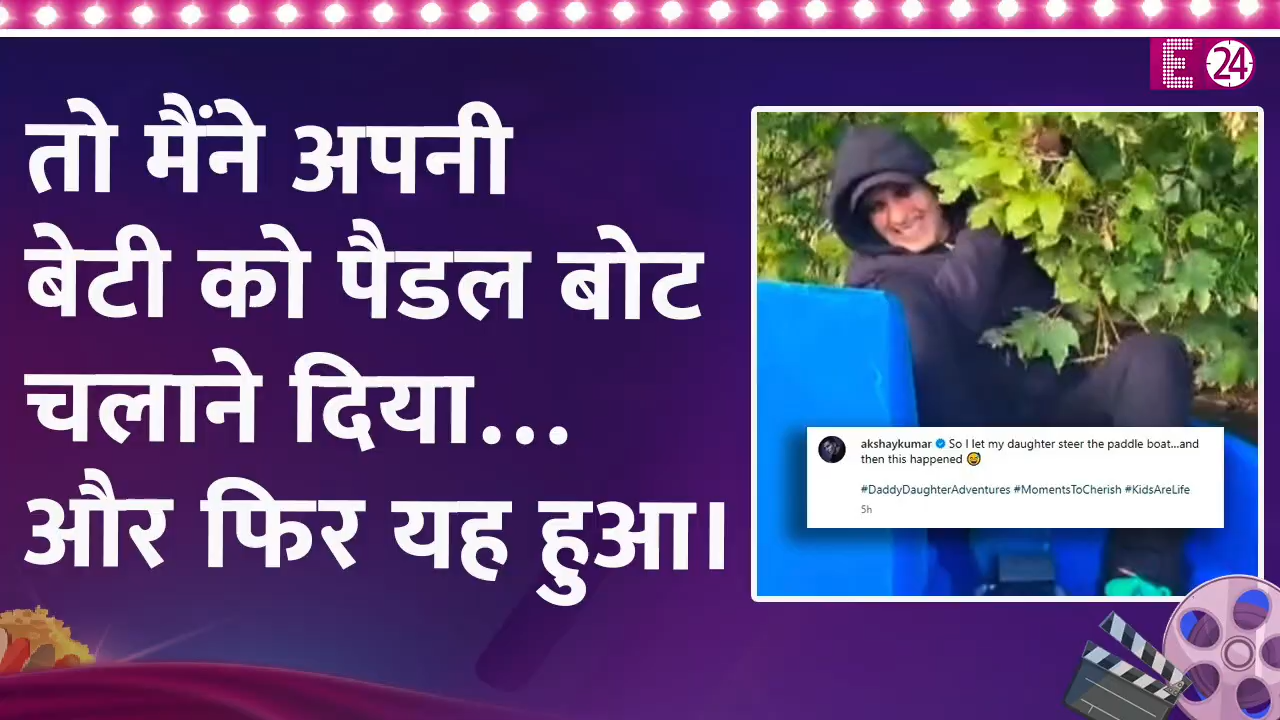 E 24
तो मैंने अपनी
बेटी को पैडल बोट
चलाने दिया...
और फिर यह हुआ।
akshaykumar So I let my daughter steer the paddle boat...and
then this happened 😅
#DaddyDaughterAdventures #MomentsToCherish #KidsAreLife
5h